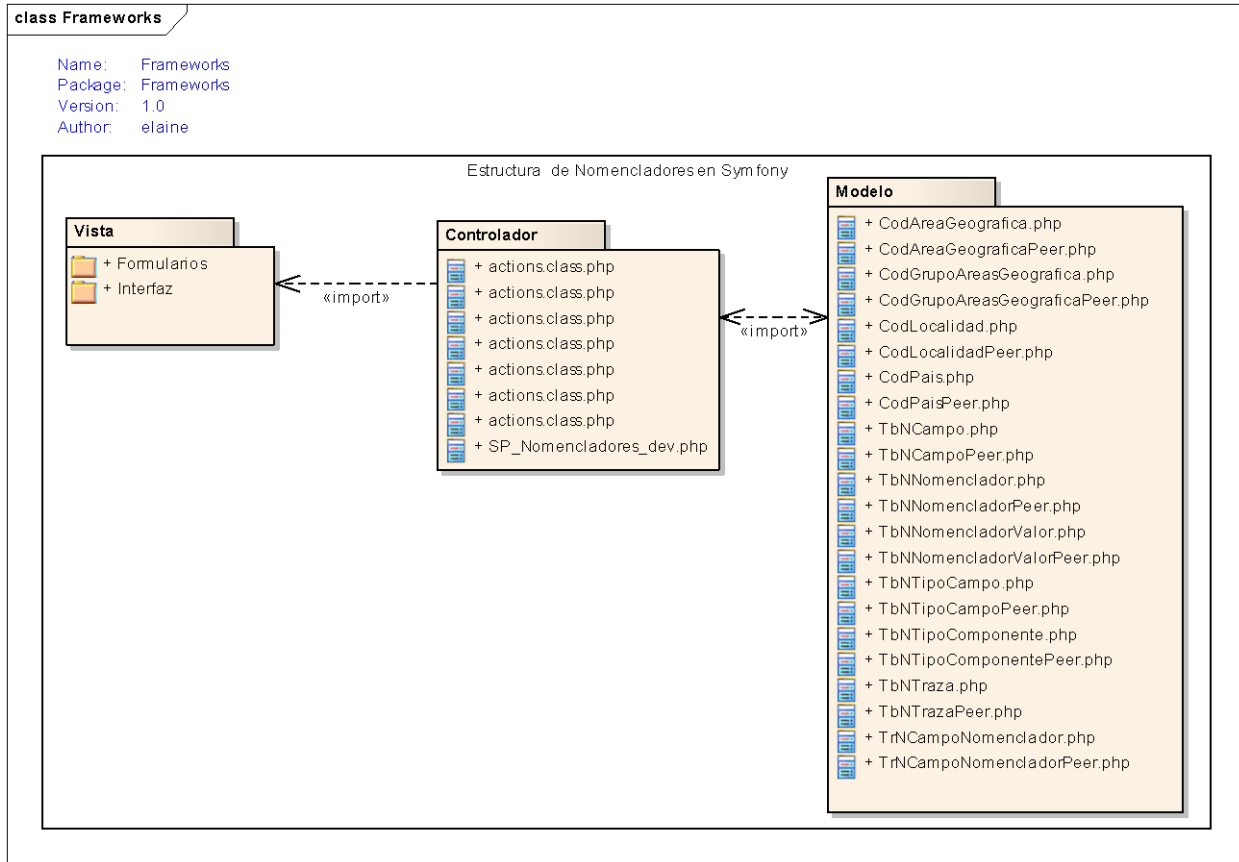 class Frameworks
Name: Frameworks
Package: Frameworks
Version: 1.0
Author: elaine
Estructura de Nomencladores en Symfony
Vista
+ Formularios
+ Interfaz
«import»
Controlador
+ actions.class.php
+ actions.class.php
+ actions.class.php
+ actions.class.php
+ actions.class.php
+ actions.class.php
+ actions.class.php
+ SP_Nomencladores_dev.php
«import»
Modelo
+ CodAreaGeografica.php
+ CodAreaGeograficaPeer.php
+ CodGrupoAreasGeografica.php
+ CodGrupoAreasGeograficaPeer.php
+ CodLocalidad.php
+ CodLocalidadPeer.php
+ CodPais.php
+ CodPaisPeer.php
+ TbNCampo.php
+ TbNCampoPeer.php
+ TbNNomenclador.php
+ TbNNomencladorPeer.php
+ TbNNomencladorValor.php
+ TbNNomencladorValorPeer.php
+ TbNTipoCampo.php
+ TbNTipoCampoPeer.php
+ TbNTipoComponente.php
+ TbNTipoComponentePeer.php
+ TbNTraza.php
+ TbNTrazaPeer.php
+ TrNCampoNomenclador.php
+ TrNCampoNomencladorPeer.php